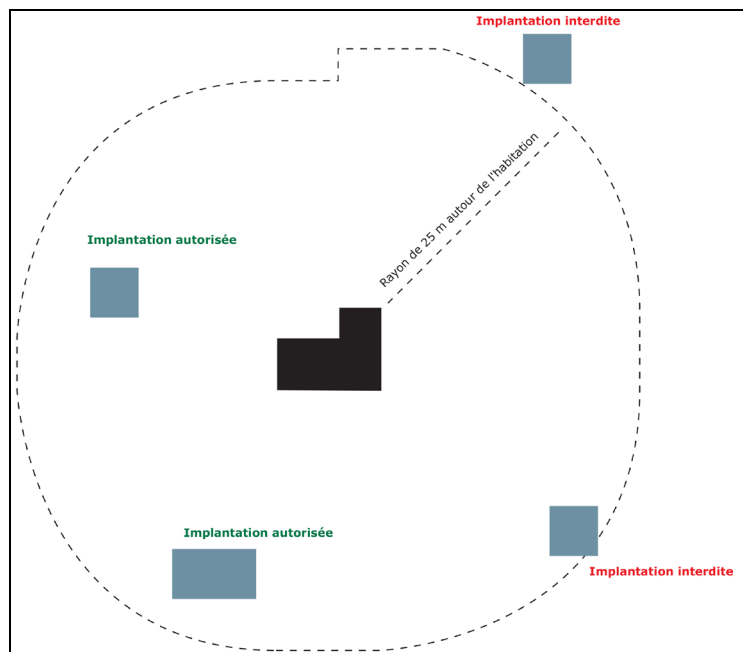 Implantation interdite
Rayon de 25 m autour de l'habitation
Implantation autorisée
Implantation autorisée
Implantation interdite